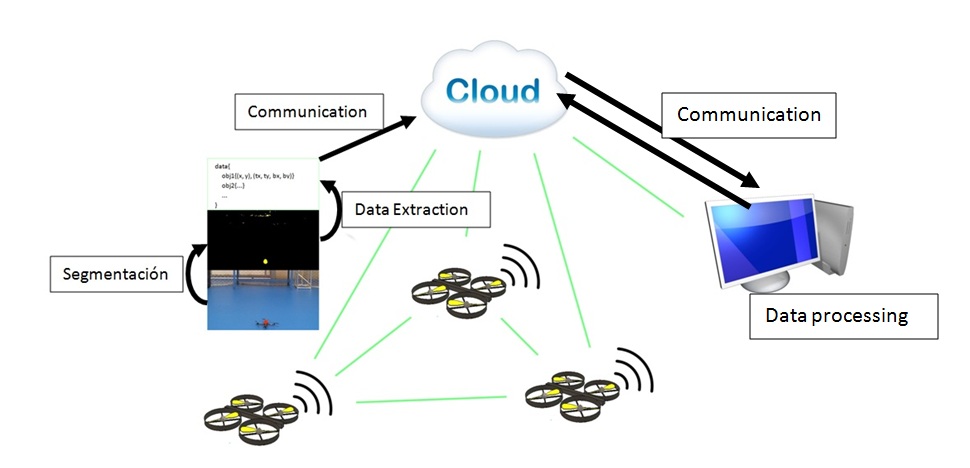 Cloud
Communication
Communication
data{
obj1{(x, y), (tx, ty, bx, by)}
obj2{...}
...
}
Data Extraction
Segmentación
Data processing